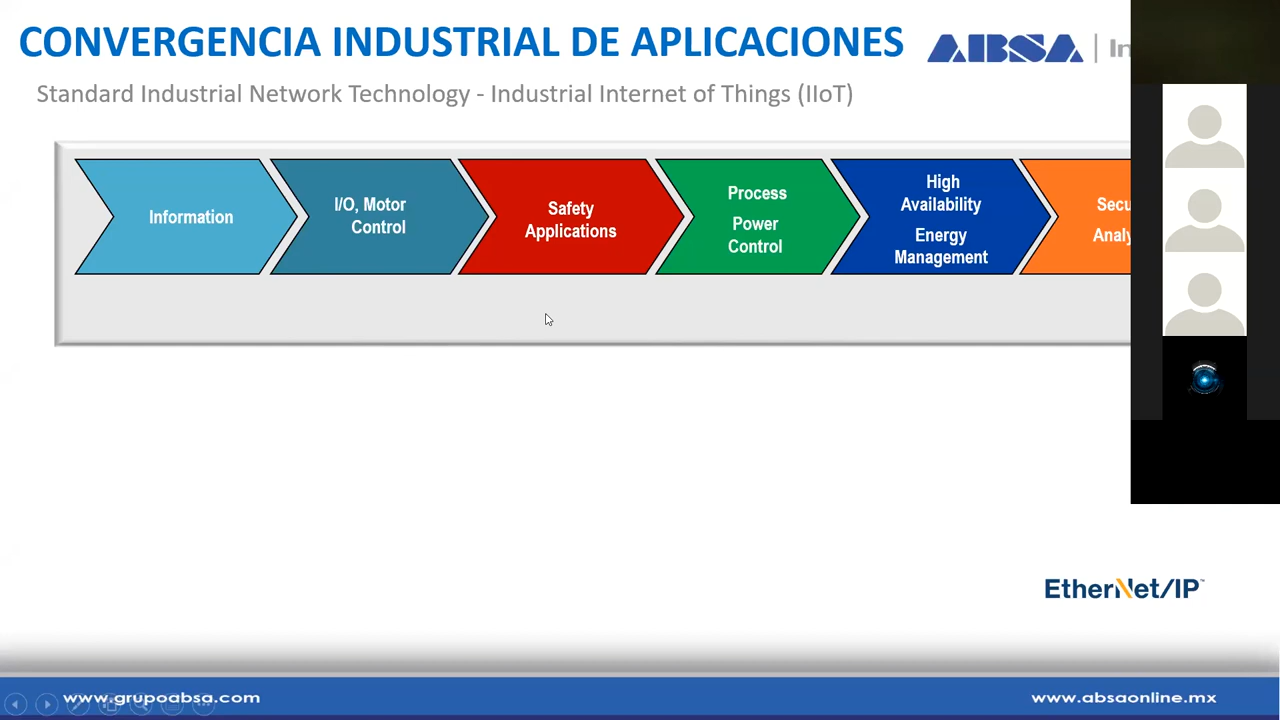 CONVERGENCIA INDUSTRIAL DE APLICACIONES
ABSA
Standard Industrial Network Technology - Industrial Internet of Things (IIoT)
Information
I/O, Motor
Control
Safety
Applications
Process
Power
Control
High
Availability
Energy
Management
EtherNet/IP™
www.grupoabsa.com
www.absaonline.mx